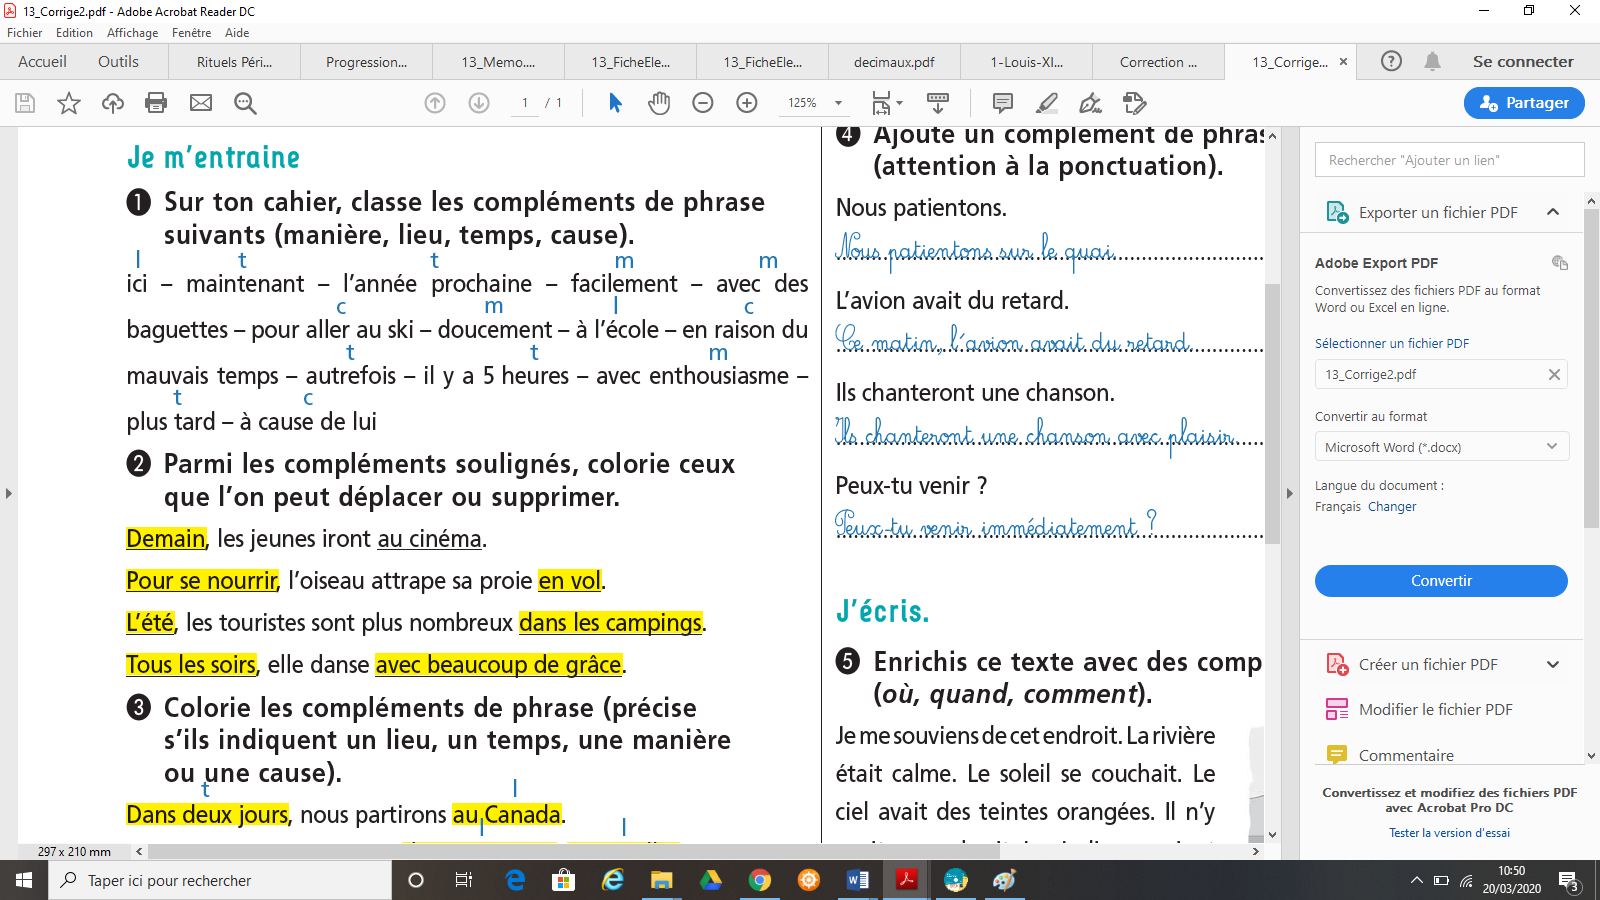 13_Corrige2.pdf - Adobe Acrobat Reader DC
Fichier Edition Affichage Fenêtre Aide
Accueil Outils Rituels Péri... Progression... 13_Memo.... 13_FicheEle... 13_FicheEle... decimaux.pdf 1-Louis-XI... Correction ... 13_Corrige... × Se connecter
1 / 1 125% Partager
Je m'entraine
1 Sur ton cahier, classe les compléments de phrase
suivants (manière, lieu, temps, cause).
l t t m m
ici – maintenant – l'année prochaine – facilement – avec des
c m l c
baguettes – pour aller au ski – doucement – à l'école – en raison du
t t m
mauvais temps – autrefois – il y a 5 heures – avec enthousiasme –
t c
plus tard – à cause de lui
2 Parmi les compléments soulignés, colorie ceux
que l'on peut déplacer ou supprimer.
Demain, les jeunes iront au cinéma.
Pour se nourrir, l'oiseau attrape sa proie en vol.
L'été, les touristes sont plus nombreux dans les campings.
Tous les soirs, elle danse avec beaucoup de grâce.
3 Colorie les compléments de phrase (précise
s'ils indiquent un lieu, un temps, une manière
ou une cause).
t l
Dans deux jours, nous partirons au Canada.
l l
4 Ajoute un complément de phras
(attention à la ponctuation).
Nous patientons.
Nous patientons sur le quai.
L'avion avait du retard.
Ce matin, l'avion avait du retard.
Ils chanteront une chanson.
Ils chanteront une chanson avec plaisir.
Peux-tu venir ?
Peux-tu venir immédiatement ?
J'écris.
5 Enrichis ce texte avec des comp
(où, quand, comment).
Je me souviens de cet endroit. La rivière
était calme. Le soleil se couchait. Le
ciel avait des teintes orangées. Il n'y
297 x 210 mm
Rechercher "Ajouter un lien"
Exporter un fichier PDF
Adobe Export PDF
Convertissez des fichiers PDF au format
Word ou Excel en ligne.
Sélectionner un fichier PDF
13_Corrige2.pdf
Convertir au format
Microsoft Word (*.docx)
Langue du document :
Français Changer
Convertir
Créer un fichier PDF
Modifier le fichier PDF
Commentaire
Convertissez et modifiez des fichiers PDF
avec Acrobat Pro DC
Tester la version d'essai
Taper ici pour rechercher
10:50
20/03/2020
3